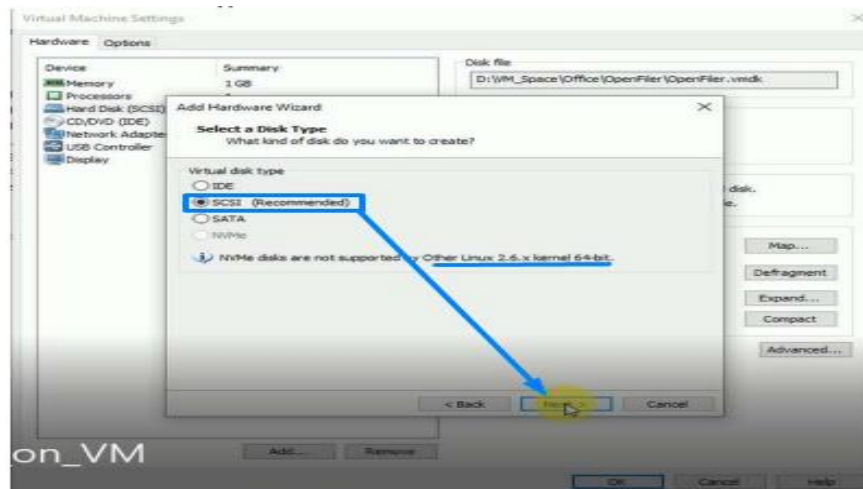 Virtual Machine Settings
Hardware Options
Device Summary
Memory 1 GB
Processors
Hard Disk (SCSI)
CD/DVD (IDE)
Network Adapte
USB Controller
Display
Disk file
D:\VM_Space\Office\OpenFiler\OpenFiler.vmdk
Add Hardware Wizard
Select a Disk Type
What kind of disk do you want to create?
Virtual disk type
IDE
SCSI (Recommended)
SATA
NVMe
NVMe disks are not supported by Other Linux 2.6.x kernel 64-bit.
disk.
Map...
Defragment
Expand...
Compact
Advanced...
< Back Next > Cancel
on_VM
Add... Remove
OK Cancel Help